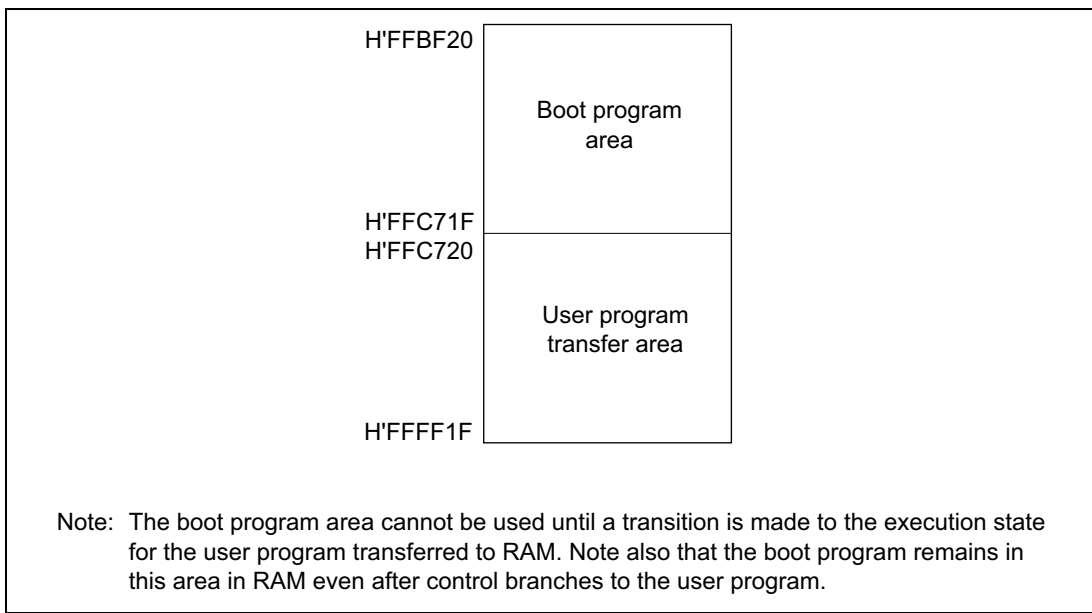 H'FFBF20
Boot program
area
H'FFC71F
H'FFC720
User program
transfer area
H'FFFF1F
Note: The boot program area cannot be used until a transition is made to the execution state
for the user program transferred to RAM. Note also that the boot program remains in
this area in RAM even after control branches to the user program.